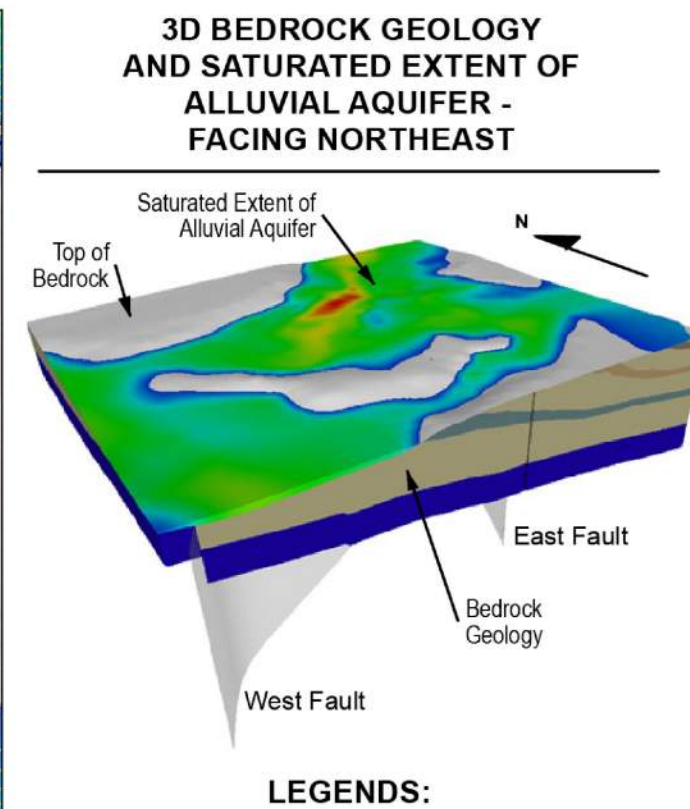 3D BEDROCK GEOLOGY
AND SATURATED EXTENT OF
ALLUVIAL AQUIFER -
FACING NORTHEAST
Saturated Extent of
Alluvial Aquifer
N
Top of
Bedrock
East Fault
Bedrock
Geology
West Fault
LEGENDS: